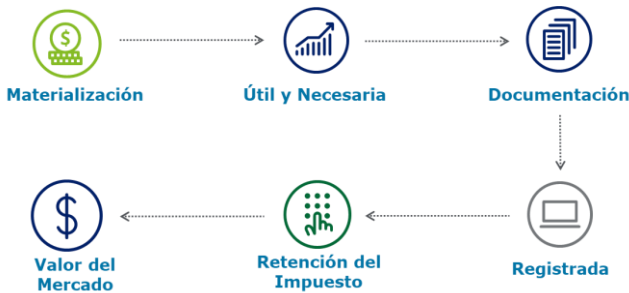 Materialización
Útil y Necesaria
Documentación
Registrada
Retención del
Impuesto
Valor del
Mercado